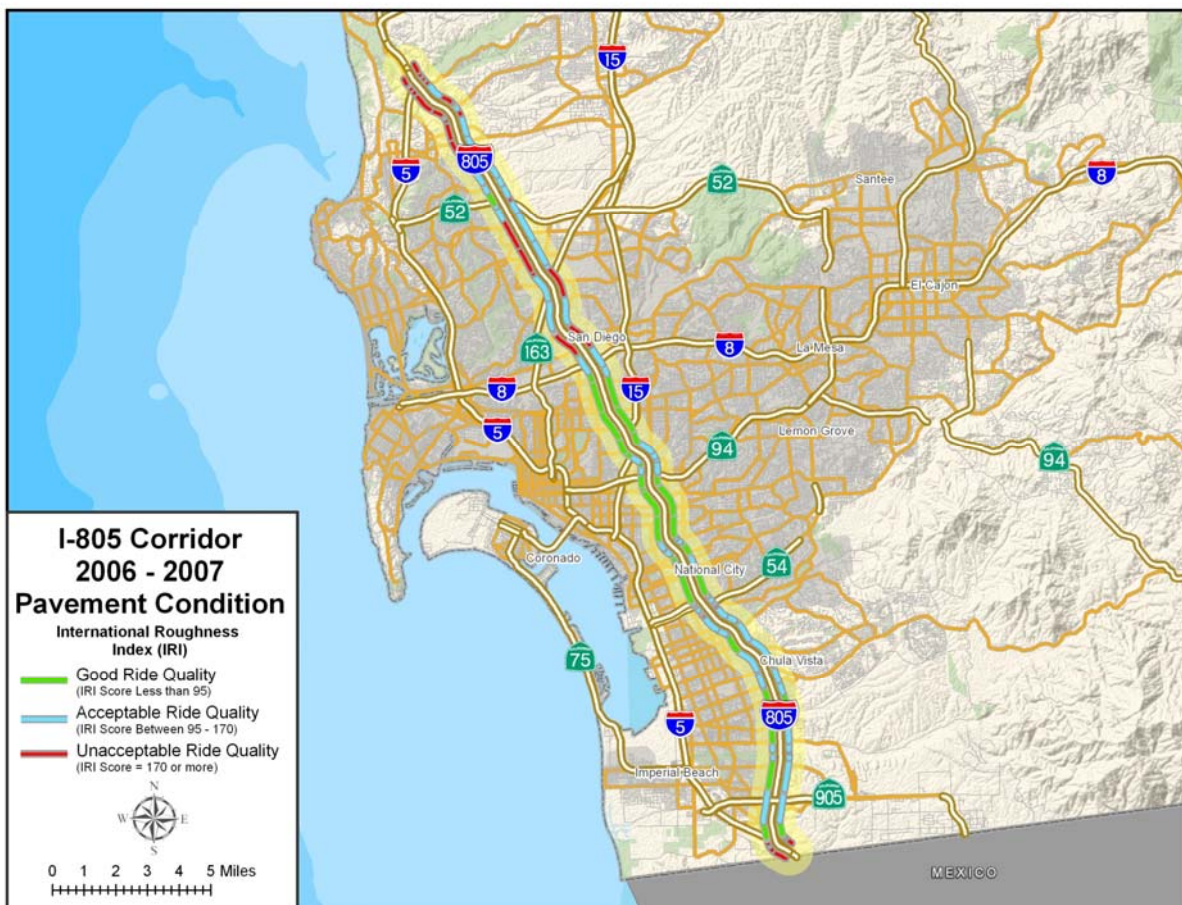 15
805
5
52
52
Santee
8
El Cajon
San Diego
163
8
La Mesa
8
15
5
94
Lemon Grove
94
I-805 Corridor
2006 - 2007
Pavement Condition
International Roughness
Index (IRI)
Good Ride Quality
(IRI Score Less than 95)
Acceptable Ride Quality
(IRI Score Between 95 - 170)
Unacceptable Ride Quality
(IRI Score = 170 or more)
N
W E
S
0 1 2 3 4 5 Miles
Coronado
National City
54
75
Chula Vista
5
805
Imperial Beach
905
MEXICO